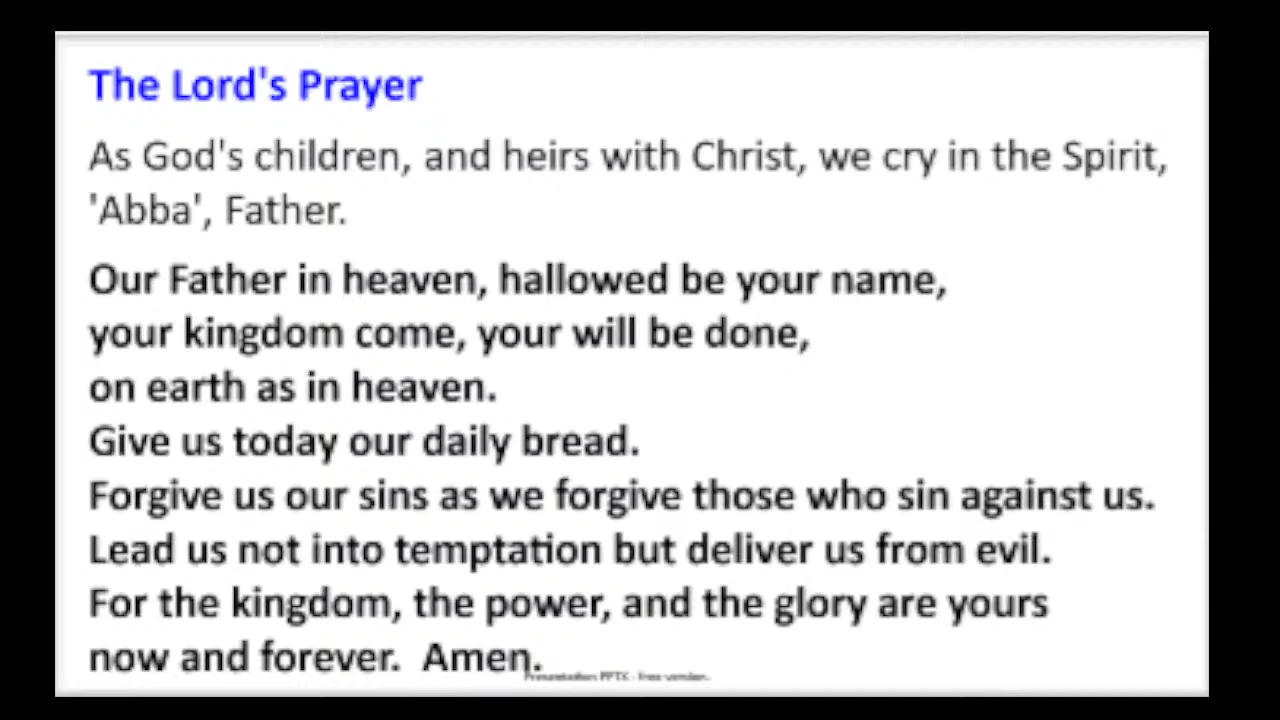 The Lord's Prayer
As God's children, and heirs with Christ, we cry in the Spirit,
'Abba', Father.
Our Father in heaven, hallowed be your name,
your kingdom come, your will be done,
on earth as in heaven.
Give us today our daily bread.
Forgive us our sins as we forgive those who sin against us.
Lead us not into temptation but deliver us from evil.
For the kingdom, the power, and the glory are yours
now and forever.  Amen.
Presentation PPTX - free version.